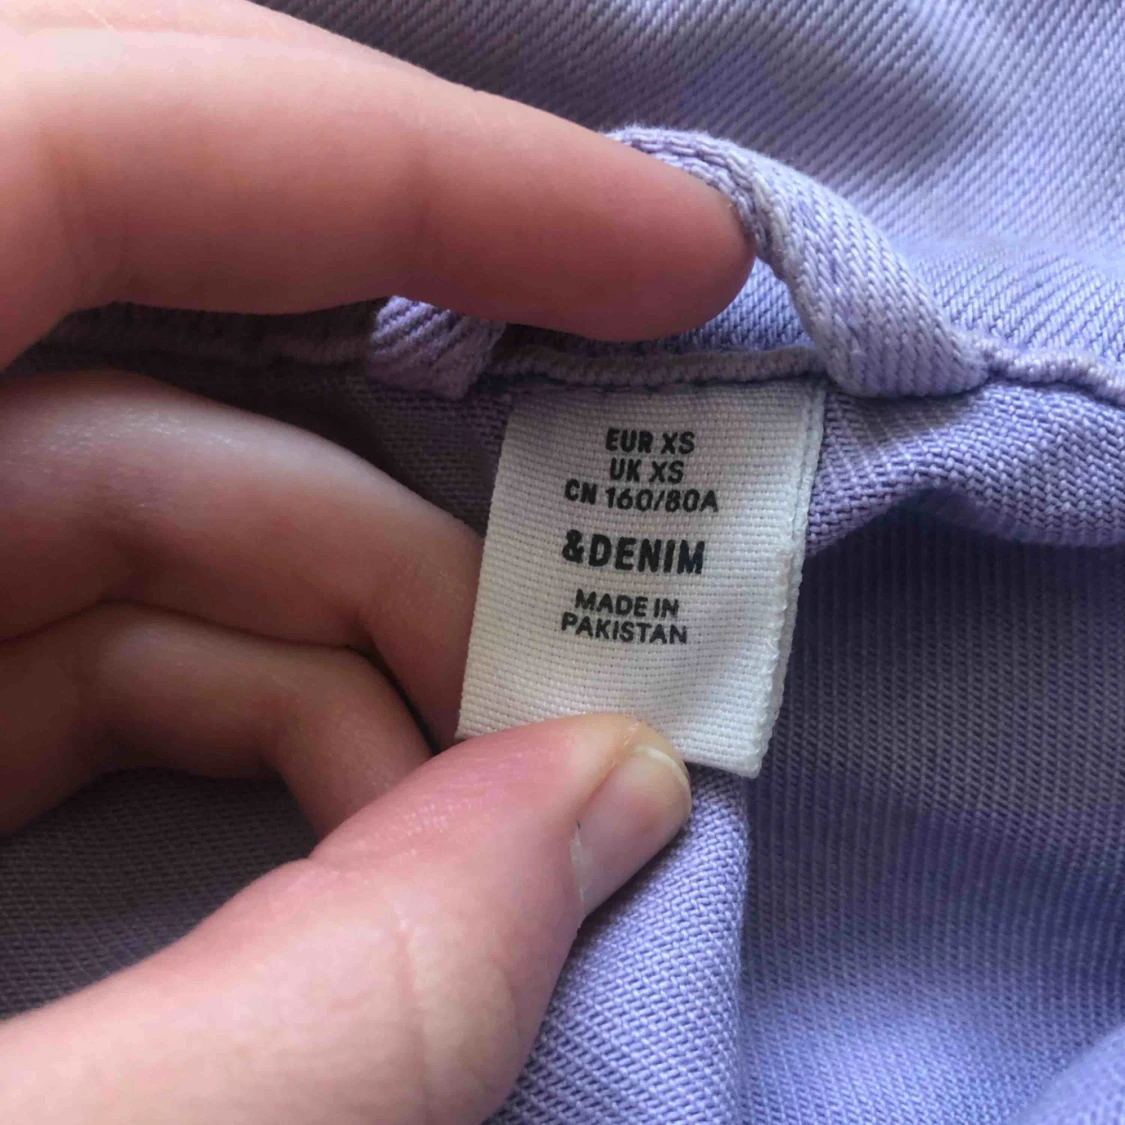 EUR XS
UK XS
CN 160/80A
&DENIM
MADE IN
PAKISTAN